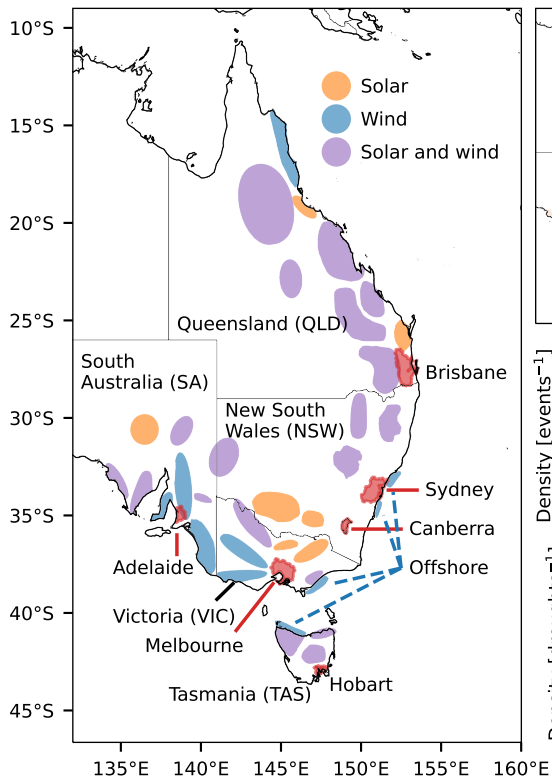 10°S
15°S
20°S
25°S
30°S
35°S
40°S
45°S
Solar
Wind
Solar and wind
Queensland (QLD)
South
Australia (SA)
New South
Wales (NSW)
Brisbane
Sydney
Canberra
Offshore
Adelaide
Victoria (VIC)
Melbourne
Tasmania (TAS)
Hobart
135°E
140°E
145°E
150°E
155°E
160°E
Density [events⁻¹]